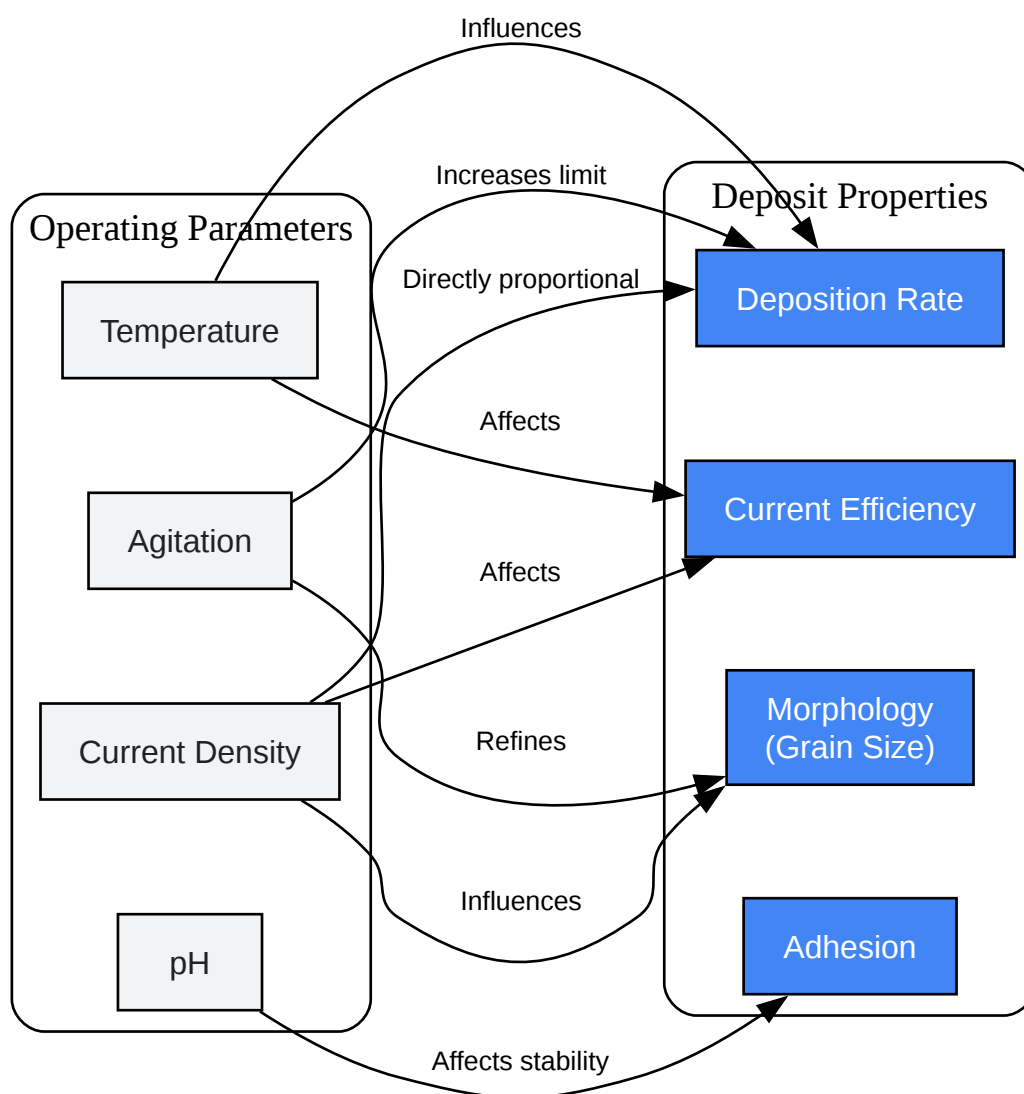 Influences
Increases limit
Deposit Properties
Operating Parameters
Directly proportional
Deposition Rate
Temperature
Affects
Current Efficiency
Agitation
Affects
Morphology
(Grain Size)
Refines
Current Density
Influences
Adhesion
pH
Affects stability